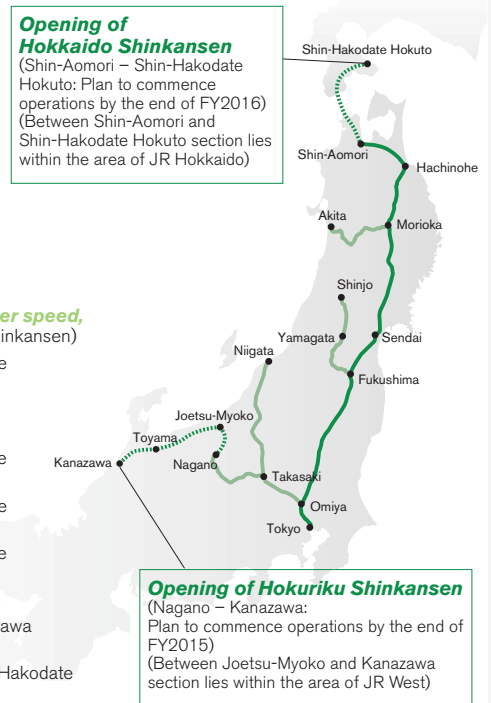 Opening of
Hokkaido Shinkansen
(Shin-Aomori – Shin-Hakodate
Hokuto: Plan to commence
operations by the end of FY2016)
(Between Shin-Aomori and
Shin-Hakodate Hokuto section lies
within the area of JR Hokkaido)
Shin-Hakodate Hokuto
Shin-Aomori
Hachinohe
Akita
Morioka
Shinjo
er speed,
inkansen)
Yamagata
Sendai
Niigata
e
Fukushima
Joetsu-Myoko
Toyama
Kanazawa
e
Nagano
Takasaki
e
Omiya
Tokyo
e
awa
Hakodate
Opening of Hokuriku Shinkansen
(Nagano – Kanazawa:
Plan to commence operations by the end of
FY2015)
(Between Joetsu-Myoko and Kanazawa
section lies within the area of JR West)